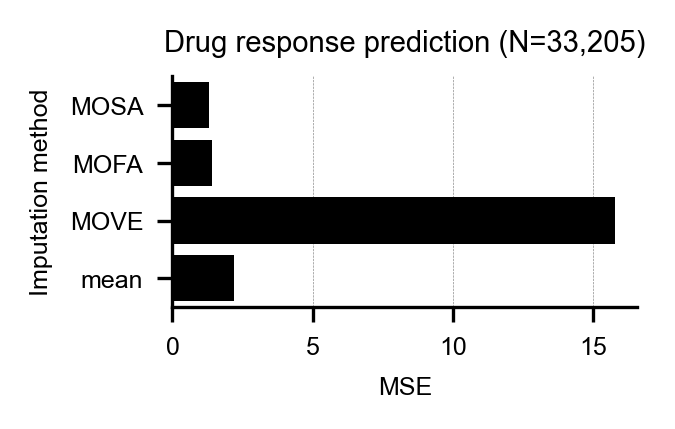 Drug response prediction (N=33,205)
Imputation method
MOSA
MOFA
MOVE
mean
0 5 10 15
MSE